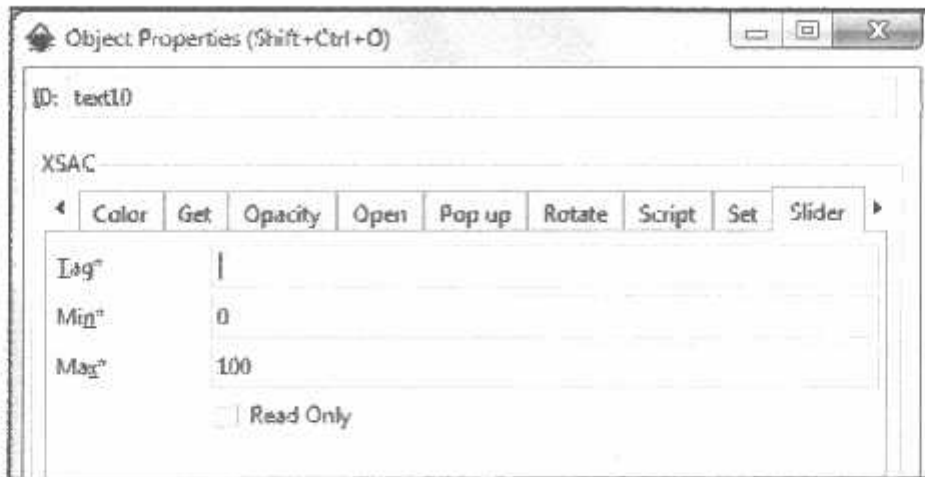 Object Properties (Shift+Ctrl+O)
ID: text10
XSAC
Color Get Opacity Open Pop up Rotate Script Set Slider
Tag*
Min* 0
Max* 100
Read Only